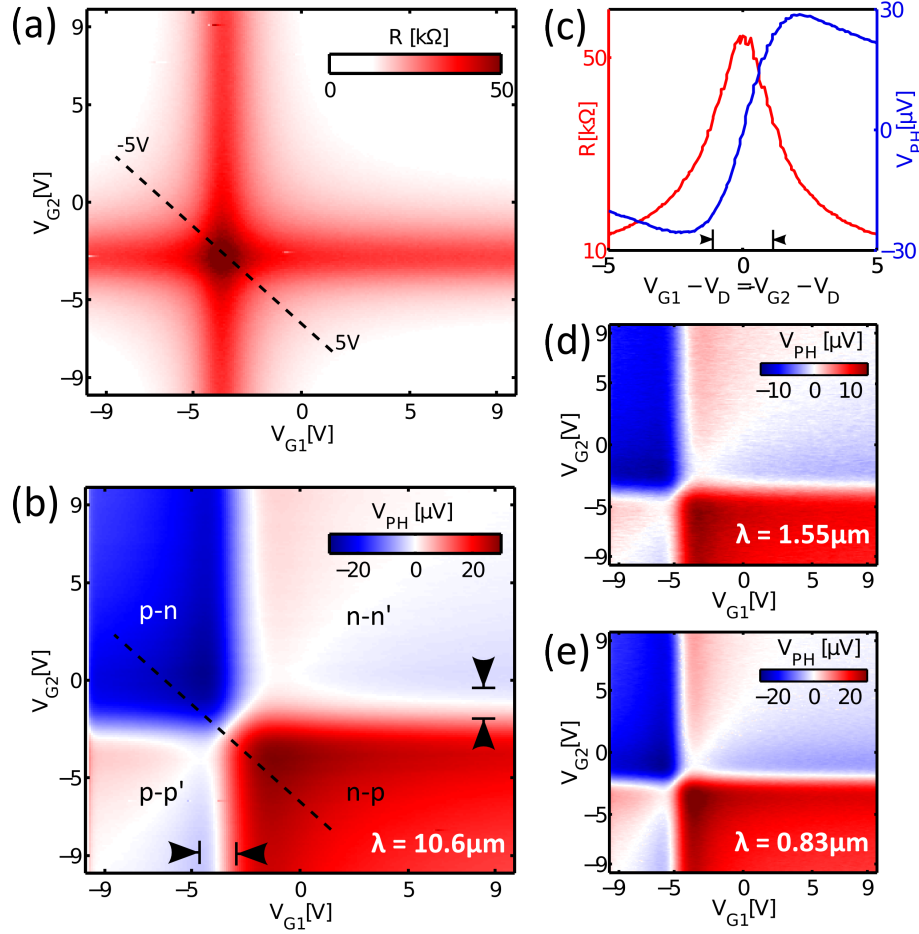 (a)
R [kΩ]
0 50
-5V
5V
9
5
0
−5
−9
V_G2[V]
−9 −5 0 5 9
V_G1[V]
(b)
V_PH [µV]
−20 0 20
p-n
n-n'
p-p'
n-p
λ = 10.6µm
9
5
0
−5
−9
V_G2[V]
−9 −5 0 5 9
V_G1[V]
(c)
50
R[kΩ]
10
30
0
V_PH[µV]
−30
−5 0 5
V_G1 −V_D =-V_G2 −V_D
(d)
V_PH [µV]
−10 0 10
λ = 1.55µm
9
5
0
−5
−9
V_G2[V]
−9 −5 0 5 9
V_G1[V]
(e)
V_PH [µV]
−20 0 20
λ = 0.83µm
9
5
0
−5
−9
V_G2[V]
−9 −5 0 5 9
V_G1[V]